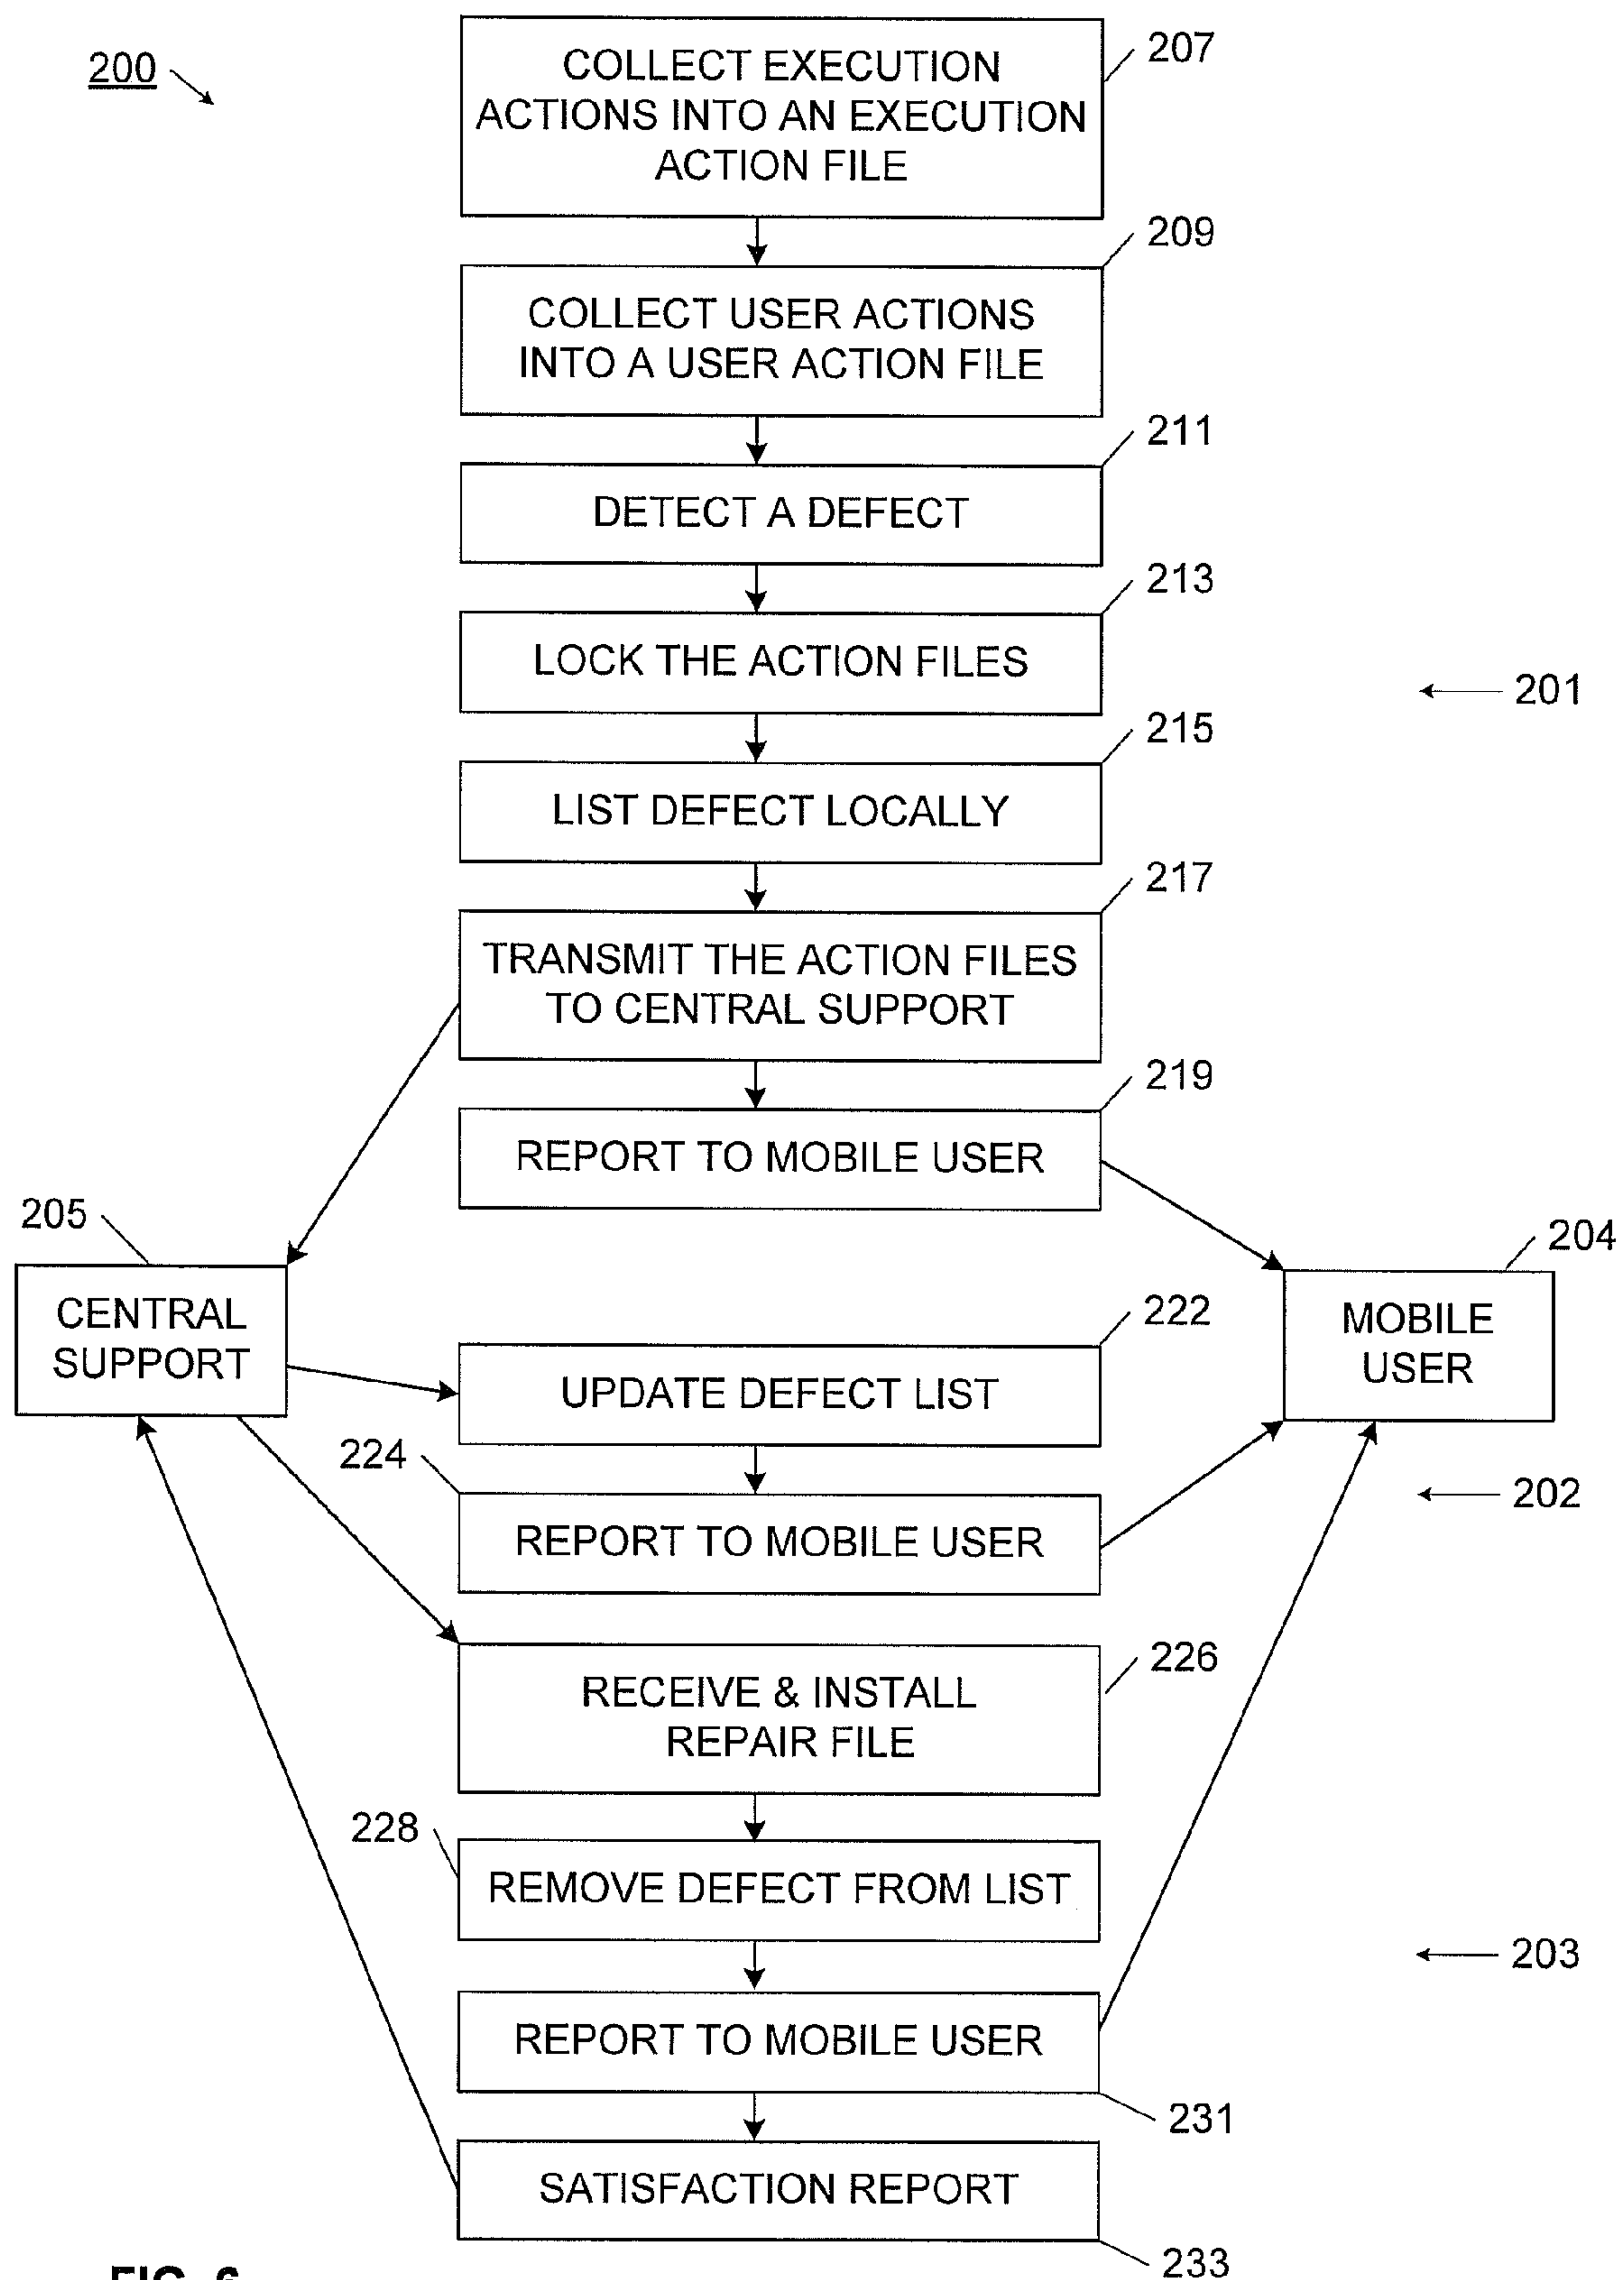 200
207
COLLECT EXECUTION
ACTIONS INTO AN EXECUTION
ACTION FILE
209
COLLECT USER ACTIONS
INTO A USER ACTION FILE
211
DETECT A DEFECT
213
LOCK THE ACTION FILES
201
215
LIST DEFECT LOCALLY
217
TRANSMIT THE ACTION FILES
TO CENTRAL SUPPORT
219
REPORT TO MOBILE USER
205
CENTRAL
SUPPORT
204
MOBILE
USER
222
UPDATE DEFECT LIST
224
REPORT TO MOBILE USER
202
226
RECEIVE & INSTALL
REPAIR FILE
228
REMOVE DEFECT FROM LIST
203
REPORT TO MOBILE USER
231
SATISFACTION REPORT
233
FIG. 6